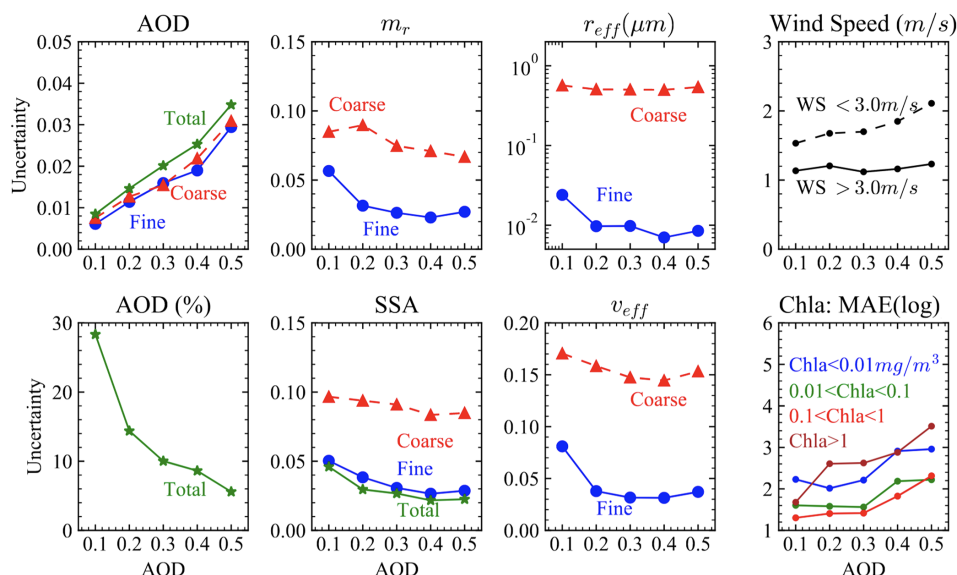 AOD
m_r
r_{eff}(μm)
Wind Speed (m/s)
Uncertainty
0.05
0.04
0.03
0.02
0.01
0.00
Total
Coarse
Fine
0.1 0.2 0.3 0.4 0.5
0.15
0.10
0.05
0.00
Coarse
Fine
0.1 0.2 0.3 0.4 0.5
10^0
10^{-1}
10^{-2}
Coarse
Fine
0.1 0.2 0.3 0.4 0.5
3
2
1
0
WS < 3.0m/s
WS > 3.0m/s
0.1 0.2 0.3 0.4 0.5
AOD (%)
SSA
v_{eff}
Chla: MAE(log)
Uncertainty
30
20
10
0
Total
0.1 0.2 0.3 0.4 0.5
AOD
0.15
0.10
0.05
0.00
Coarse
Fine
Total
0.1 0.2 0.3 0.4 0.5
AOD
0.20
0.15
0.10
0.05
0.00
Coarse
Fine
0.1 0.2 0.3 0.4 0.5
AOD
6
5
4
3
2
1
Chla<0.01mg/m^3
0.01<Chla<0.1
0.1<Chla<1
Chla>1
0.1 0.2 0.3 0.4 0.5
AOD